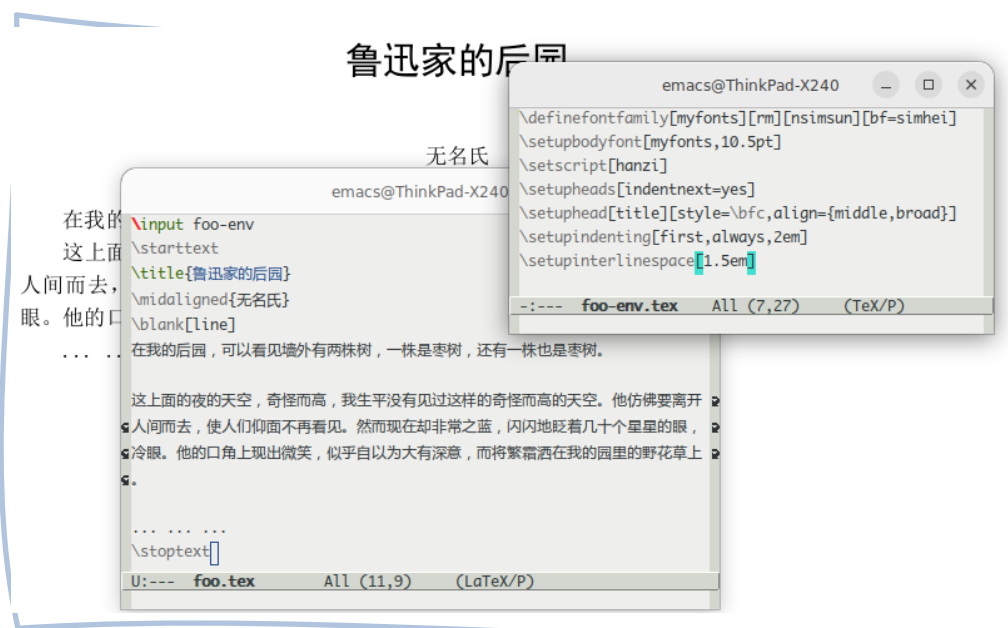 鲁迅家的后园
无名氏
在我的
这上面
人间而去，
眼。他的口
... ..
emacs@ThinkPad-X240
\input foo-env
\starttext
\title{鲁迅家的后园}
\midaligned{无名氏}
\blank[line]
在我的后园，可以看见墙外有两株树，一株是枣树，还有一株也是枣树。
这上面的夜的天空，奇怪而高，我生平没有见过这样的奇怪而高的天空。他仿佛要离开
人间而去，使人们仰面不再看见。然而现在却非常之蓝，闪闪地眨着几十个星星的眼，
冷眼。他的口角上现出微笑，似乎自以为大有深意，而将繁霜洒在我的园里的野花草上
。
... ... ...
\stoptext
U:--- foo.tex All (11,9) (LaTeX/P)
emacs@ThinkPad-X240
\definefontfamily[myfonts][rm][nsimsun][bf=simhei]
\setupbodyfont[myfonts,10.5pt]
\setscript[hanzi]
\setupheads[indentnext=yes]
\setuphead[title][style=\bfc,align={middle,broad}]
\setupindenting[first,always,2em]
\setupinterlinespace[1.5em]
-:--- foo-env.tex All (7,27) (TeX/P)